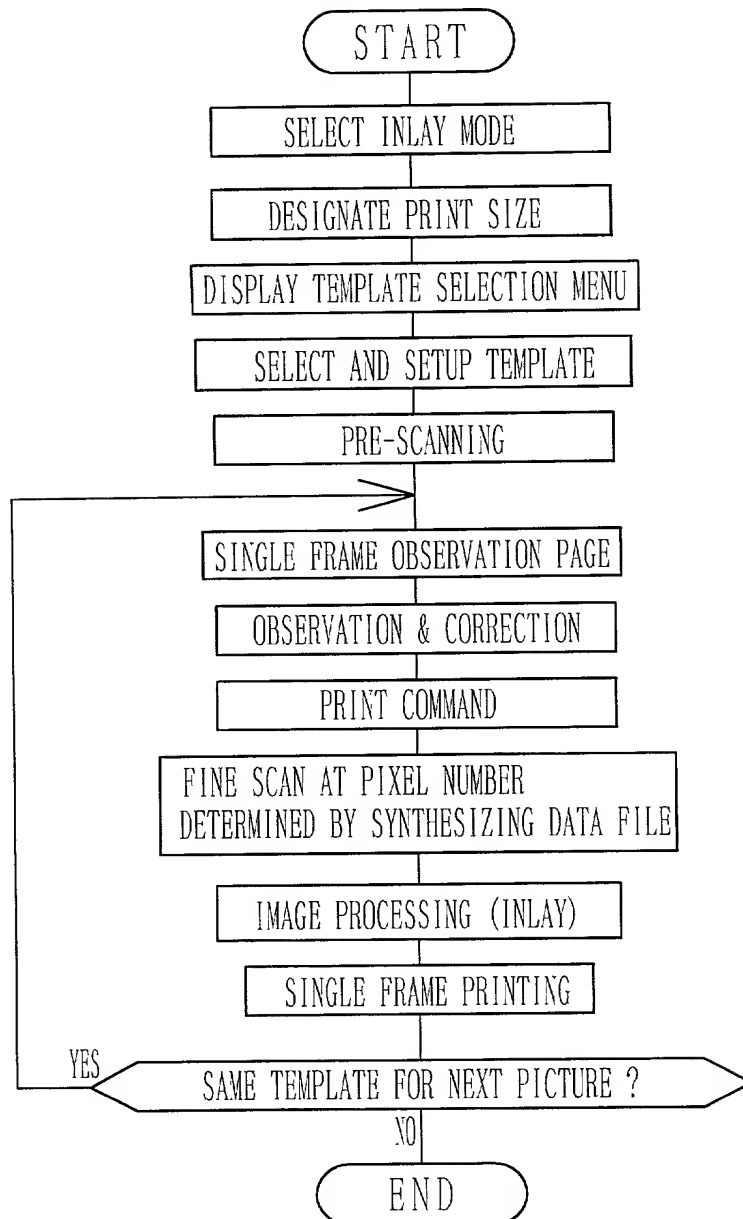 START
SELECT INLAY MODE
DESIGNATE PRINT SIZE
DISPLAY TEMPLATE SELECTION MENU
SELECT AND SETUP TEMPLATE
PRE-SCANNING
SINGLE FRAME OBSERVATION PAGE
OBSERVATION & CORRECTION
PRINT COMMAND
FINE SCAN AT PIXEL NUMBER
DETERMINED BY SYNTHESIZING DATA FILE
IMAGE PROCESSING (INLAY)
SINGLE FRAME PRINTING
YES
SAME TEMPLATE FOR NEXT PICTURE ?
NO
END